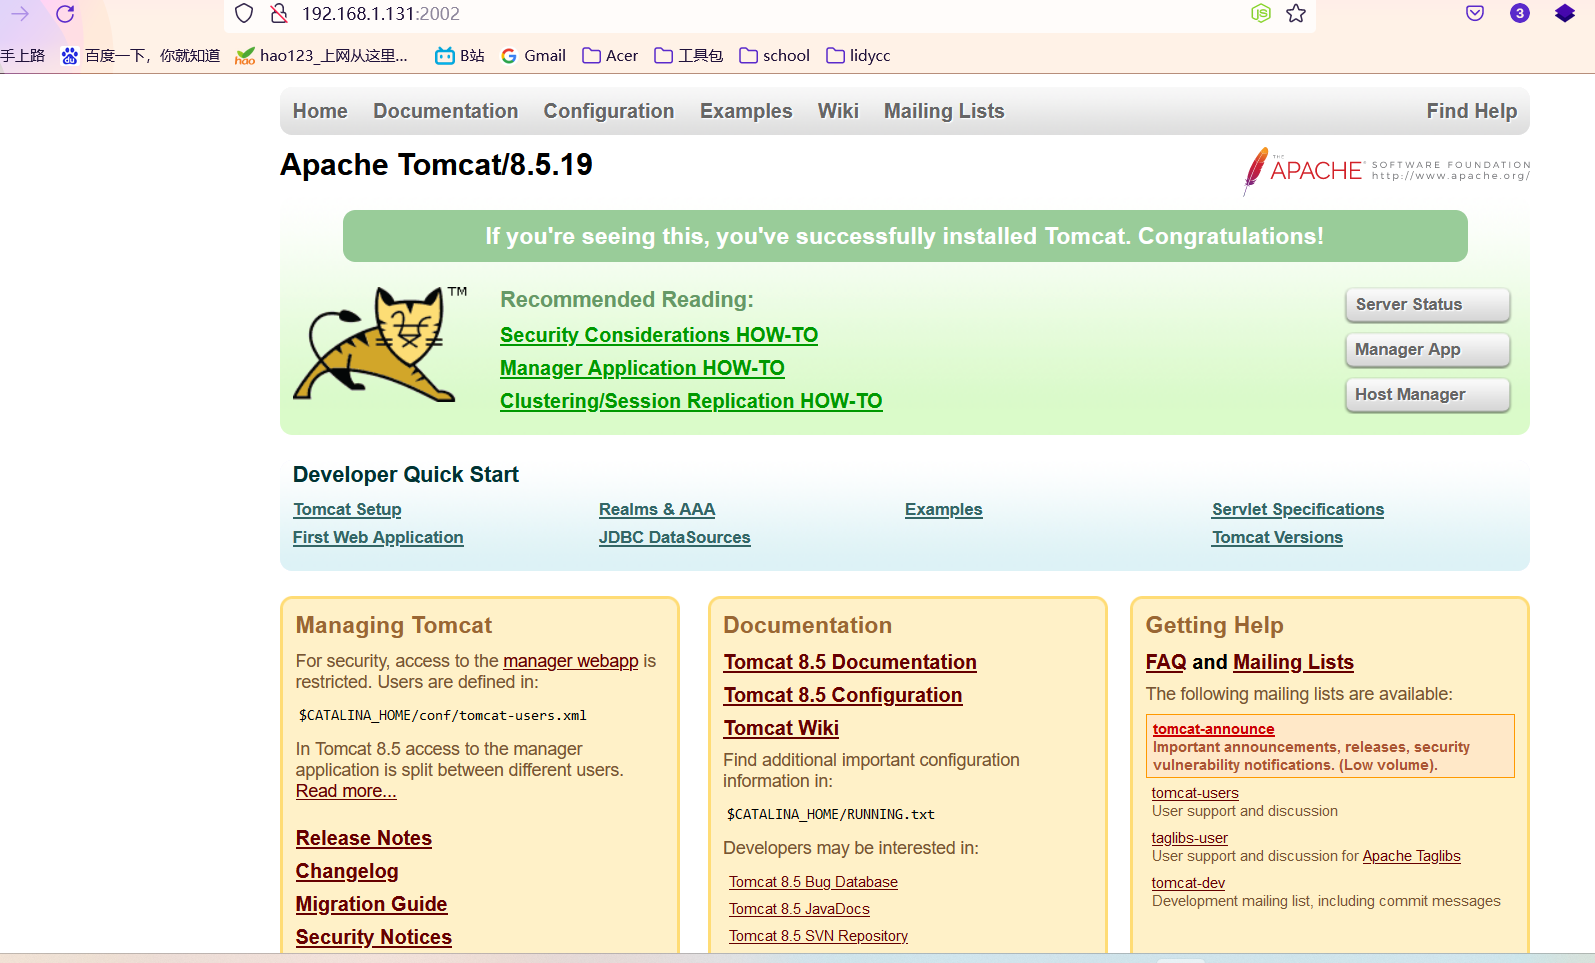 192.168.1.131:2002
3
手上路
百度一下，你就知道
hao123_上网从这里...
B站
Gmail
Acer
工具包
school
lidycc
Home
Documentation
Configuration
Examples
Wiki
Mailing Lists
Find Help
Apache Tomcat/8.5.19
THE
APACHE
SOFTWARE FOUNDATION
http://www.apache.org/
If you're seeing this, you've successfully installed Tomcat. Congratulations!
TM
Recommended Reading:
Security Considerations HOW-TO
Manager Application HOW-TO
Clustering/Session Replication HOW-TO
Server Status
Manager App
Host Manager
Developer Quick Start
Tomcat Setup
First Web Application
Realms & AAA
JDBC DataSources
Examples
Servlet Specifications
Tomcat Versions
Managing Tomcat
For security, access to the manager webapp is
restricted. Users are defined in:
$CATALINA_HOME/conf/tomcat-users.xml
In Tomcat 8.5 access to the manager
application is split between different users.
Read more...
Release Notes
Changelog
Migration Guide
Security Notices
Documentation
Tomcat 8.5 Documentation
Tomcat 8.5 Configuration
Tomcat Wiki
Find additional important configuration
information in:
$CATALINA_HOME/RUNNING.txt
Developers may be interested in:
Tomcat 8.5 Bug Database
Tomcat 8.5 JavaDocs
Tomcat 8.5 SVN Repository
Getting Help
FAQ and Mailing Lists
The following mailing lists are available:
tomcat-announce
Important announcements, releases, security
vulnerability notifications. (Low volume).
tomcat-users
User support and discussion
taglibs-user
User support and discussion for Apache Taglibs
tomcat-dev
Development mailing list, including commit messages